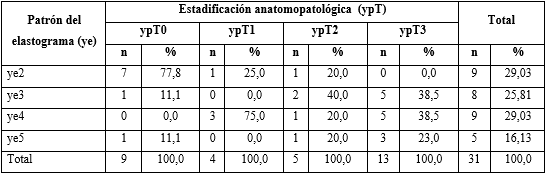 Patrón del elastograma (ye) Estadificación anatomopatológica (ypT) Total
ypT0 ypT1 ypT2 ypT3
n % n % n % n % n %
ye2 7 77,8 1 25,0 1 20,0 0 0,0 9 29,03
ye3 1 11,1 0 0,0 2 40,0 5 38,5 8 25,81
ye4 0 0,0 3 75,0 1 20,0 5 38,5 9 29,03
ye5 1 11,1 0 0,0 1 20,0 3 23,0 5 16,13
Total 9 100,0 4 100,0 5 100,0 13 100,0 31 100,0